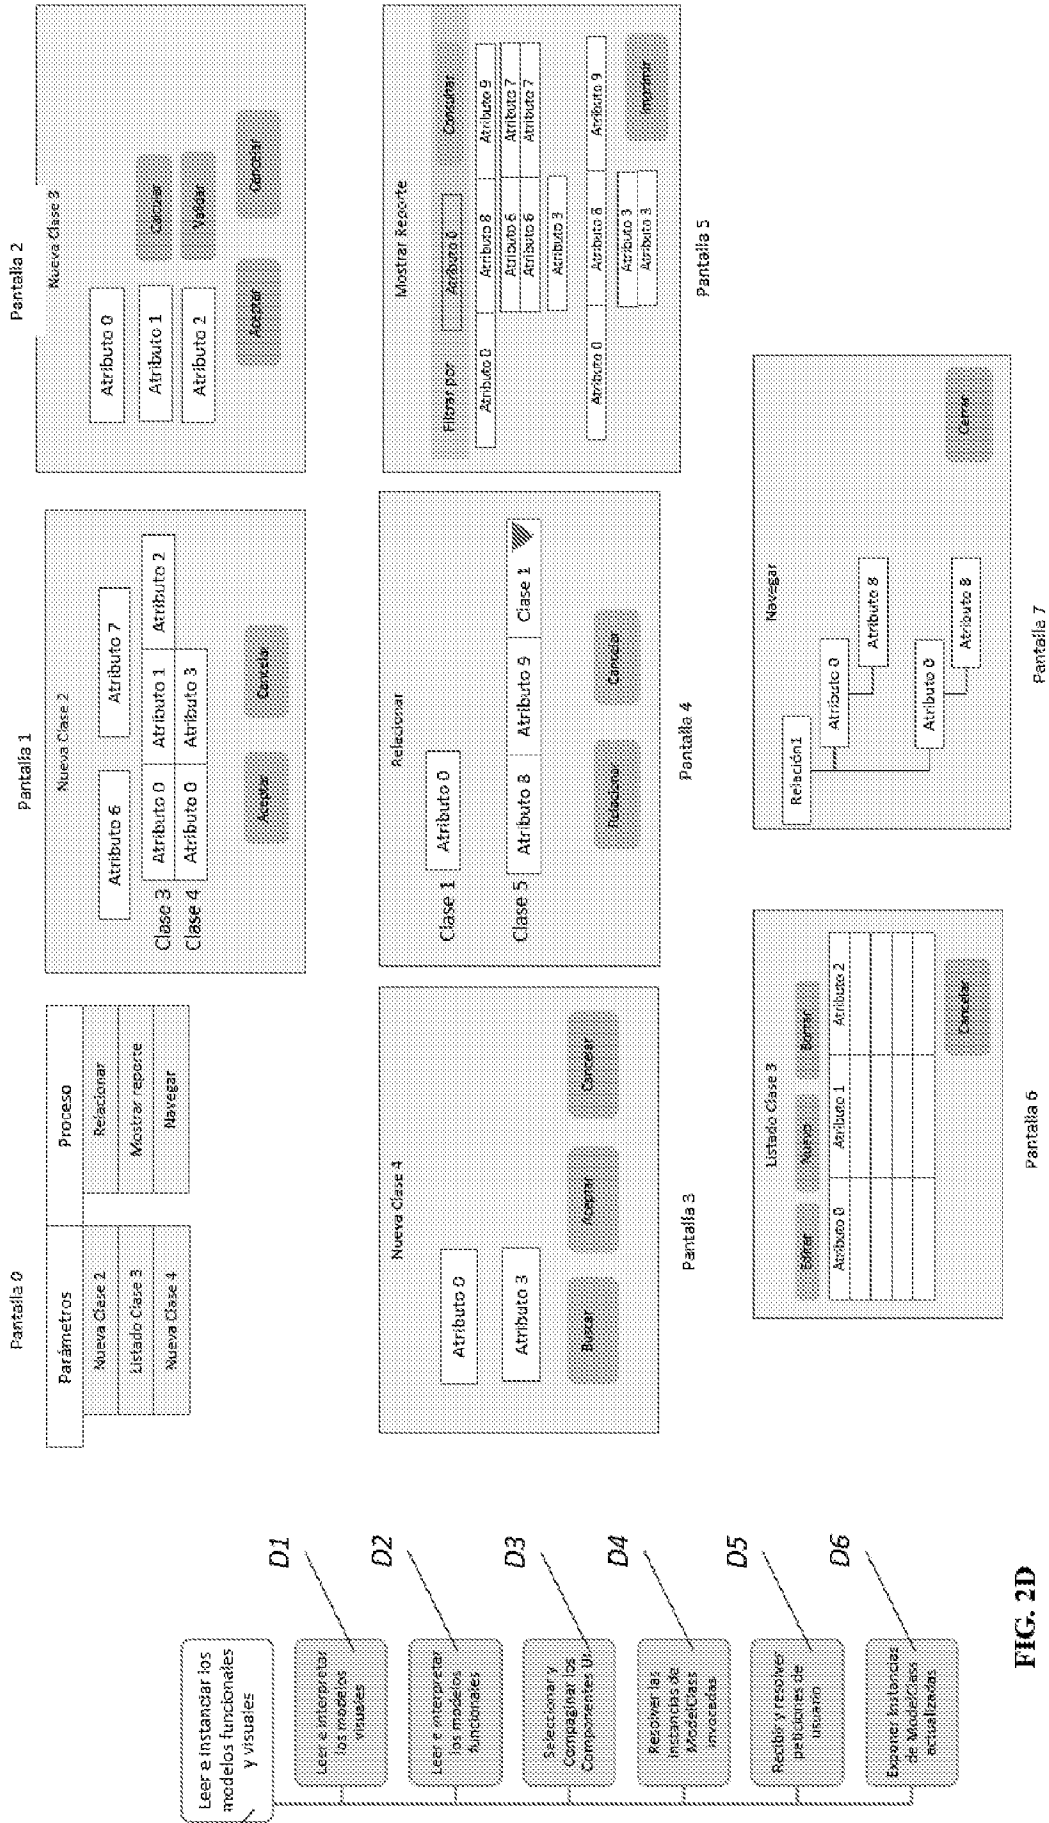 Leer e instanciar los
modelos funcionales
y visuales
Leer e interpretar
los modelos
visuales
D1
Leer e interpretar
los modelos
funcionales
D2
Seleccionar y
Compaginar los
Componentes UI
D3
Resolver las
instancias de
ModelClass
invocadas
D4
Recibir y resolver
peticiones de
usuario
D5
Exponer instancias
de ModelClass
actualizadas
D6
FIG. 2D
Pantalla 0
Parámetros
Proceso
Nueva Clase 2
Relacionar
Listado Clase 3
Mostrar reporte
Nueva Clase 4
Navegar
Pantalla 1
Nueva Clase 2
Atributo 6
Atributo 7
Clase 3
Atributo 0
Atributo 1
Atributo 2
Clase 4
Atributo 0
Atributo 3
Aceptar
Cancelar
Pantalla 2
Nueva Clase 3
Atributo 0
Atributo 1
Atributo 2
Validar
Aceptar
Cancelar
Nueva Clase 4
Atributo 0
Atributo 3
Buscar
Aceptar
Cancelar
Pantalla 3
Relacionar
Clase 1
Atributo 0
Clase 5
Atributo 8
Atributo 9
Clase 1
Relacionar
Cancelar
Pantalla 4
Mostrar Reporte
Filtrar por
Atributo 0
Consultar
Atributo 0
Atributo 8
Atributo 9
Atributo 6
Atributo 7
Atributo 6
Atributo 7
Atributo 3
Atributo 0
Atributo 8
Atributo 9
Atributo 3
Atributo 3
Imprimir
Pantalla 5
Listado Clase 3
Editar
Nuevo
Borrar
Atributo 0
Atributo 1
Atributo 2
Cancelar
Pantalla 6
Navegar
Relación1
Atributo 0
Atributo 8
Atributo 0
Atributo 8
Cerrar
Pantalla 7